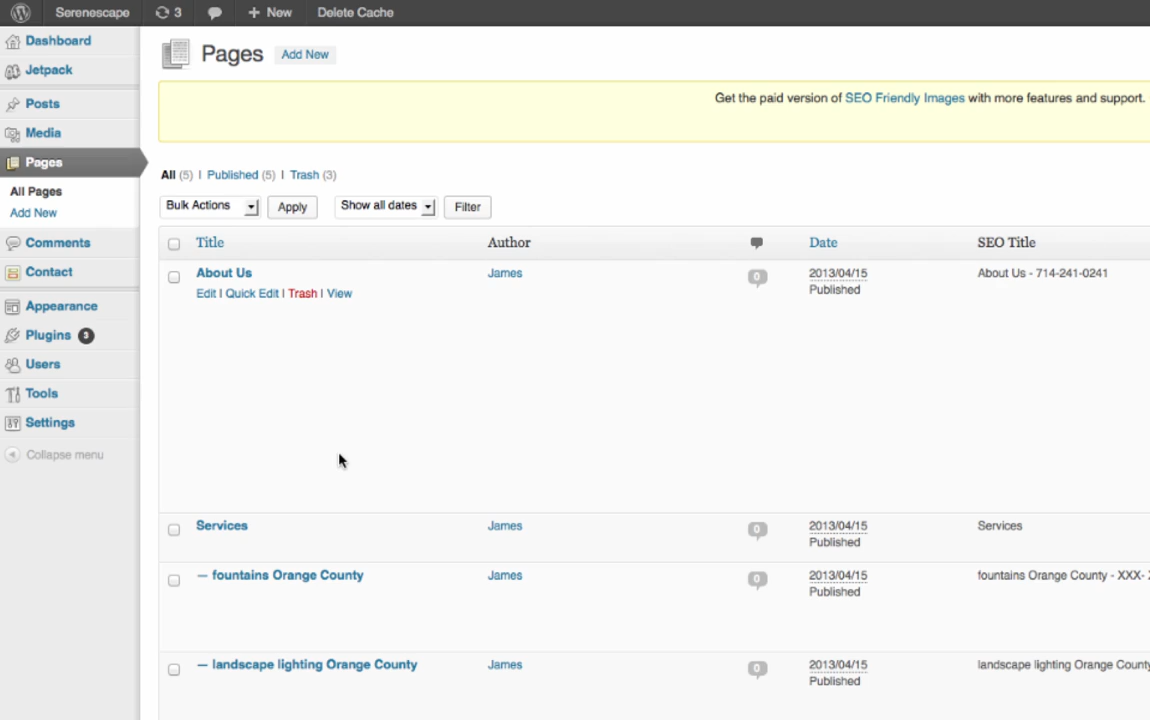 Serenescape 3 + New Delete Cache
Dashboard
Jetpack
Posts
Media
Pages
All Pages
Add New
Comments
Contact
Appearance
Plugins 3
Users
Tools
Settings
Collapse menu
Pages Add New
Get the paid version of SEO Friendly Images with more features and support.
All (5) | Published (5) | Trash (3)
Bulk Actions Apply Show all dates Filter
Title Author Date SEO Title
About Us James 0 2013/04/15 About Us - 714-241-0241
Published
Edit | Quick Edit | Trash | View
Services James 0 2013/04/15 Services
Published
— fountains Orange County James 0 2013/04/15 fountains Orange County - XXX-
Published
— landscape lighting Orange County James 0 2013/04/15 landscape lighting Orange County
Published